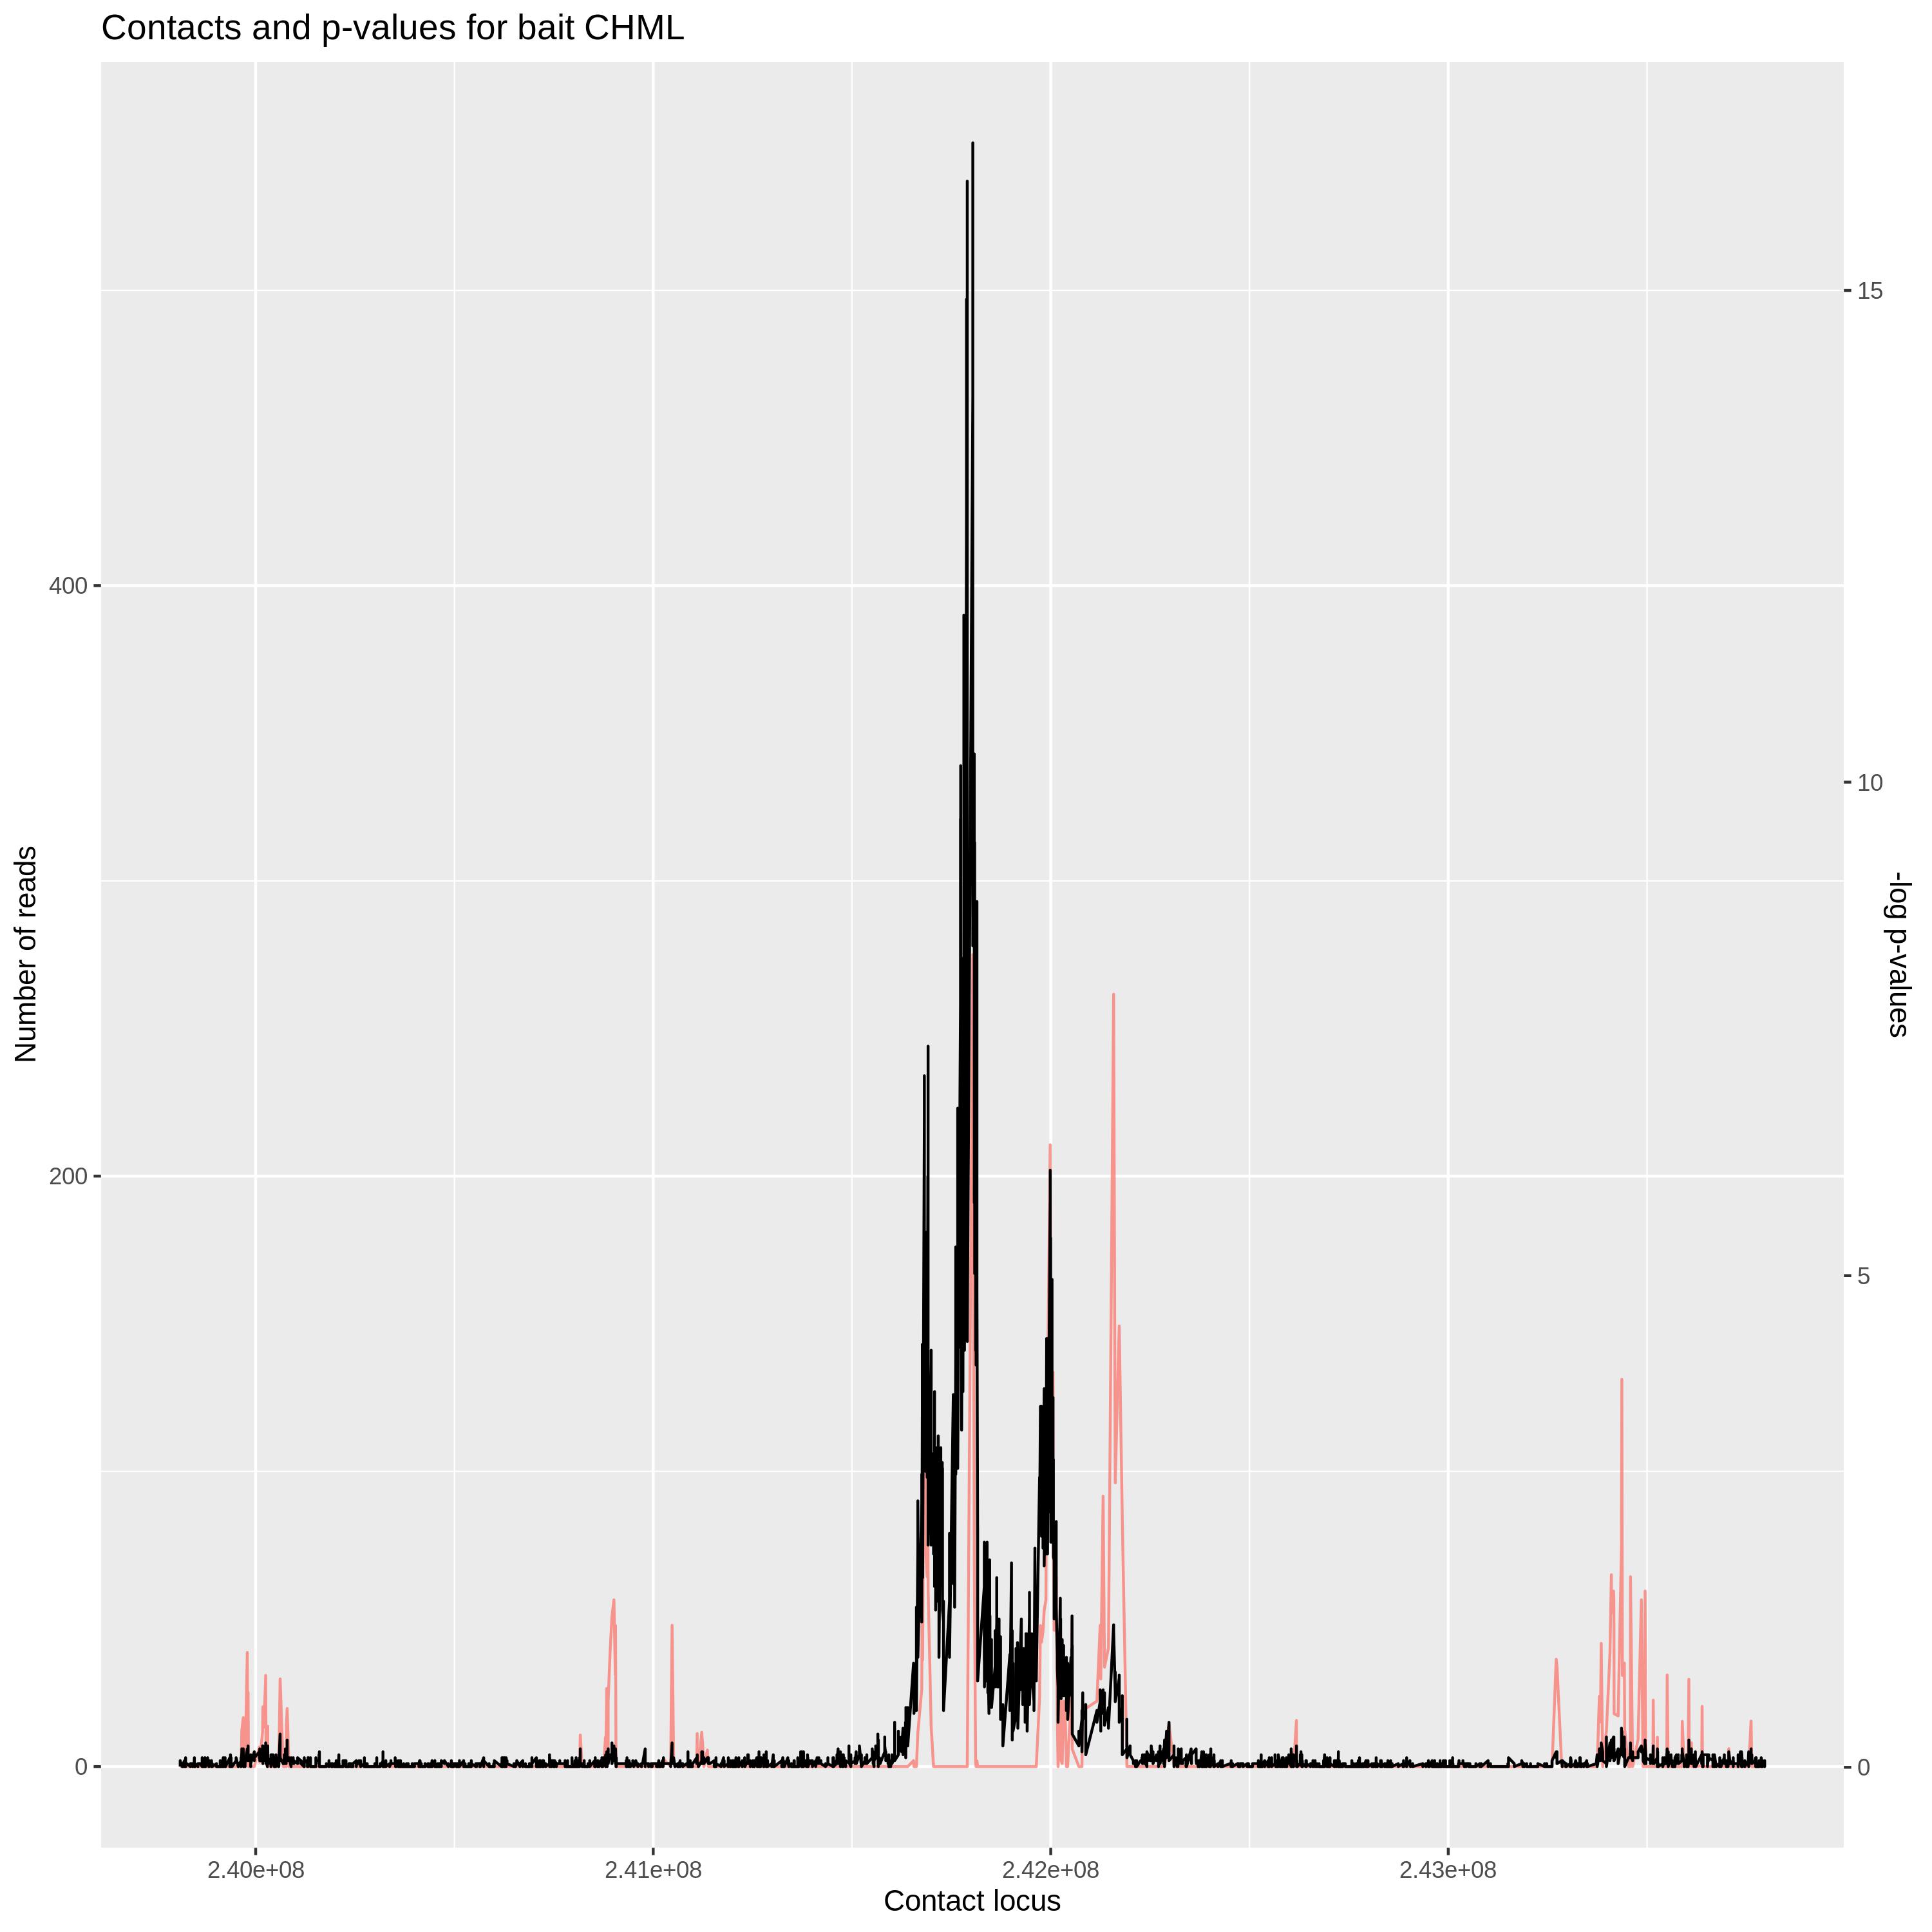 Contacts and p-values for bait CHML
Number of reads
400
200
0
15
10
5
0
-log p-values
2.40e+08
2.41e+08
2.42e+08
2.43e+08
Contact locus